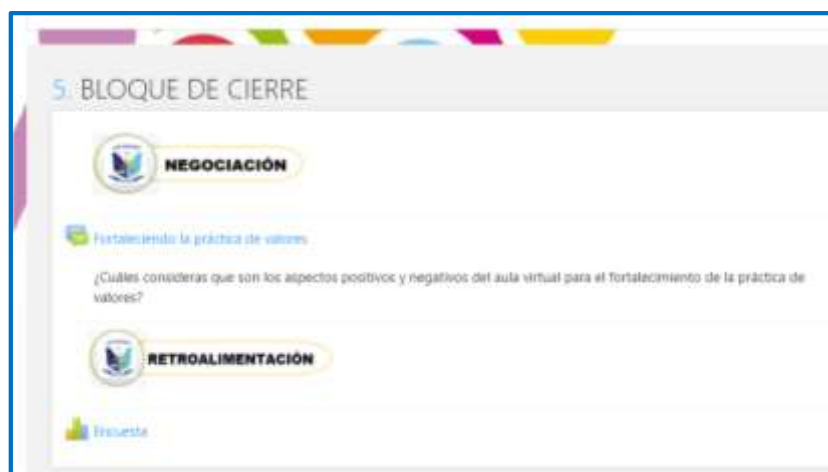 5. BLOQUE DE CIERRE
NEGOCIACIÓN
Fortaleciendo la práctica de valores
¿Cuáles consideras que son los aspectos positivos y negativos del aula virtual para el fortalecimiento de la práctica de
valores?
RETROALIMENTACIÓN
Encuesta